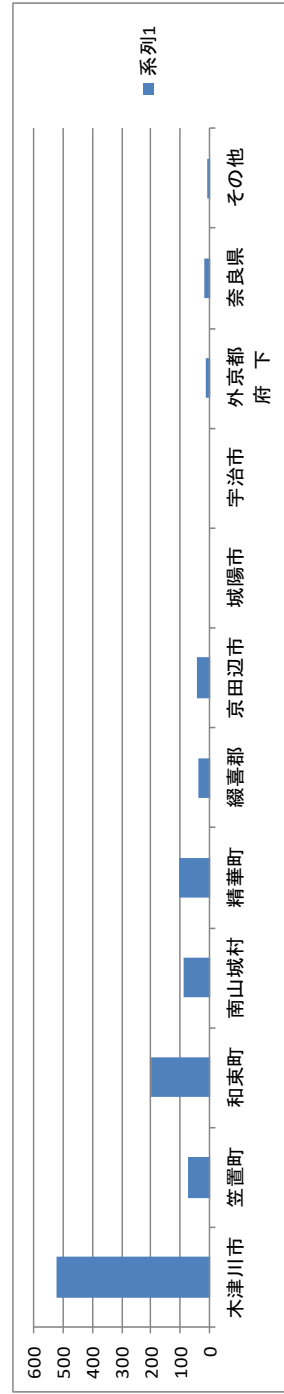 600
500
400
300
200
100
0
木津川市
笠置町
和束町
南山城村
精華町
綴喜郡
京田辺市
城陽市
宇治市
外京都
府 下
奈良県
その他
系列1